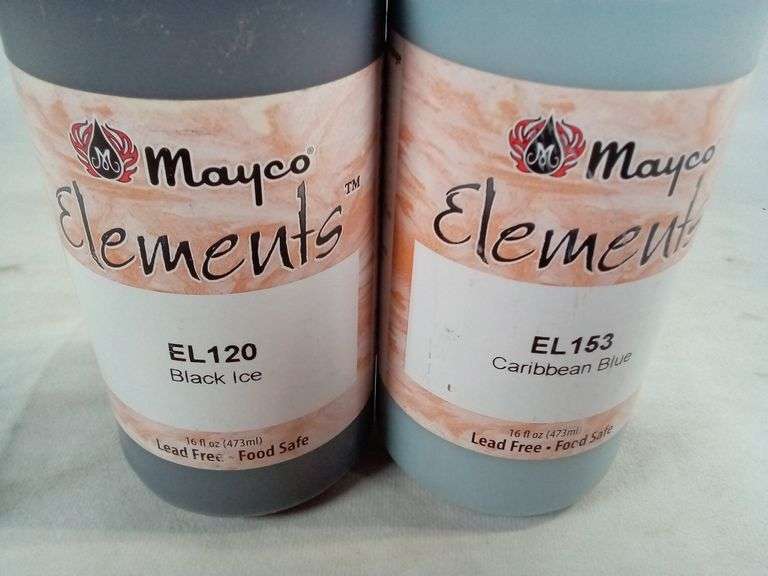 Mayco®
Elements™
EL120
Black Ice
16 fl oz (473ml)
Lead Free - Food Safe
Mayco
Elements
EL153
Caribbean Blue
16 fl oz (473ml)
Lead Free • Food Safe